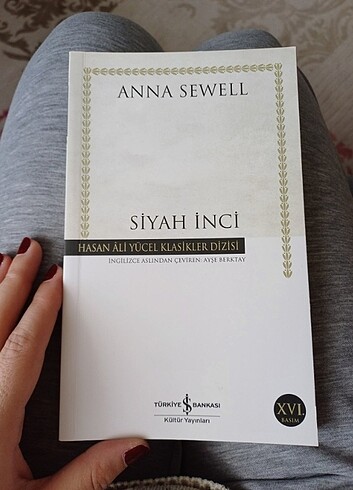 ANNA SEWELL
SİYAH İNCİ
HASAN ÂLİ YÜCEL KLASİKLER DİZİSİ
İNGİLİZCE ASLINDAN ÇEVİREN: AYŞE BERKTAY
TÜRKİYE İŞ BANKASI
Kültür Yayınları
XVI.
BASIM